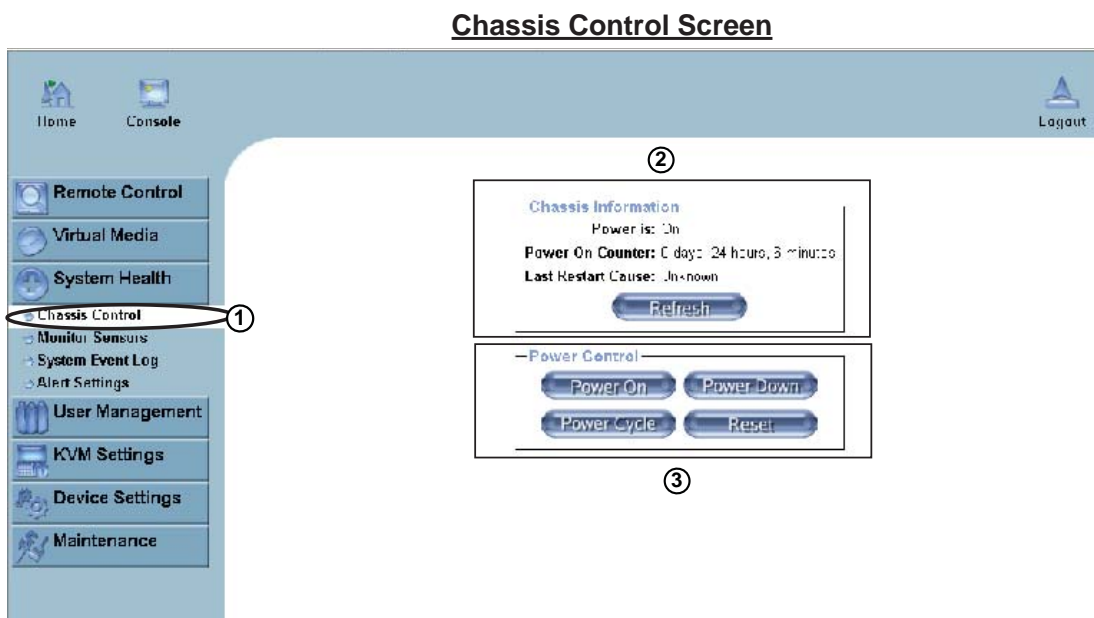 Chassis Control Screen
Home
Console
Logout
Remote Control
Virtual Media
System Health
Chassis Control
Monitor Sensors
System Event Log
Alert Settings
User Management
KVM Settings
Device Settings
Maintenance
1
2
Chassis Information
Power is: On
Power On Counter: 0 days, 24 hours, minutes
Last Restart Cause: Unknown
Refresh
Power Control
Power On
Power Down
Power Cycle
Reset
3